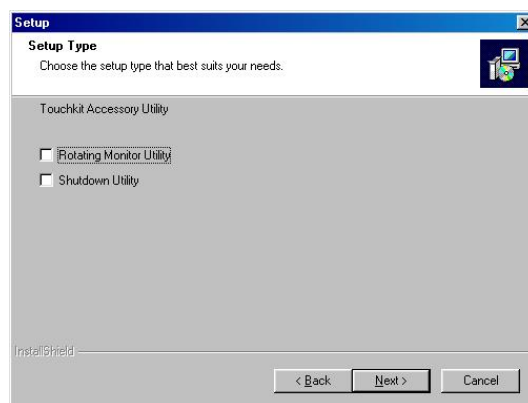 Setup
Setup Type
Choose the setup type that best suits your needs.
Touchkit Accessory Utility
Rotating Monitor Utility
Shutdown Utility
InstallShield
< Back Next > Cancel